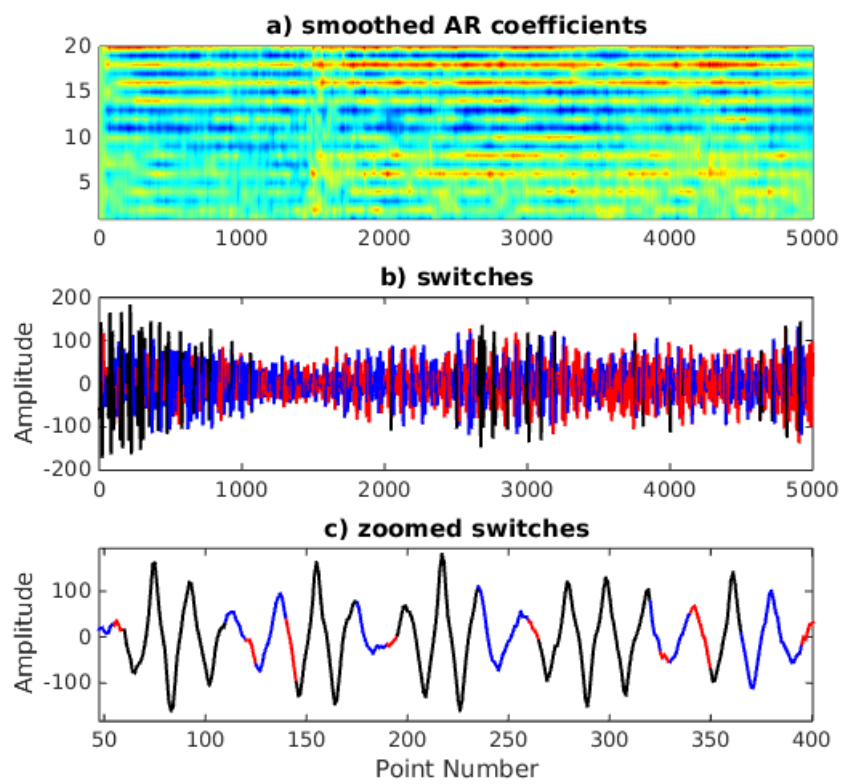 a) smoothed AR coefficients
20
15
10
5
0 1000 2000 3000 4000 5000
b) switches
200
100
0
-100
-200
Amplitude
0 1000 2000 3000 4000 5000
c) zoomed switches
100
0
-100
Amplitude
50 100 150 200 250 300 350 400
Point Number